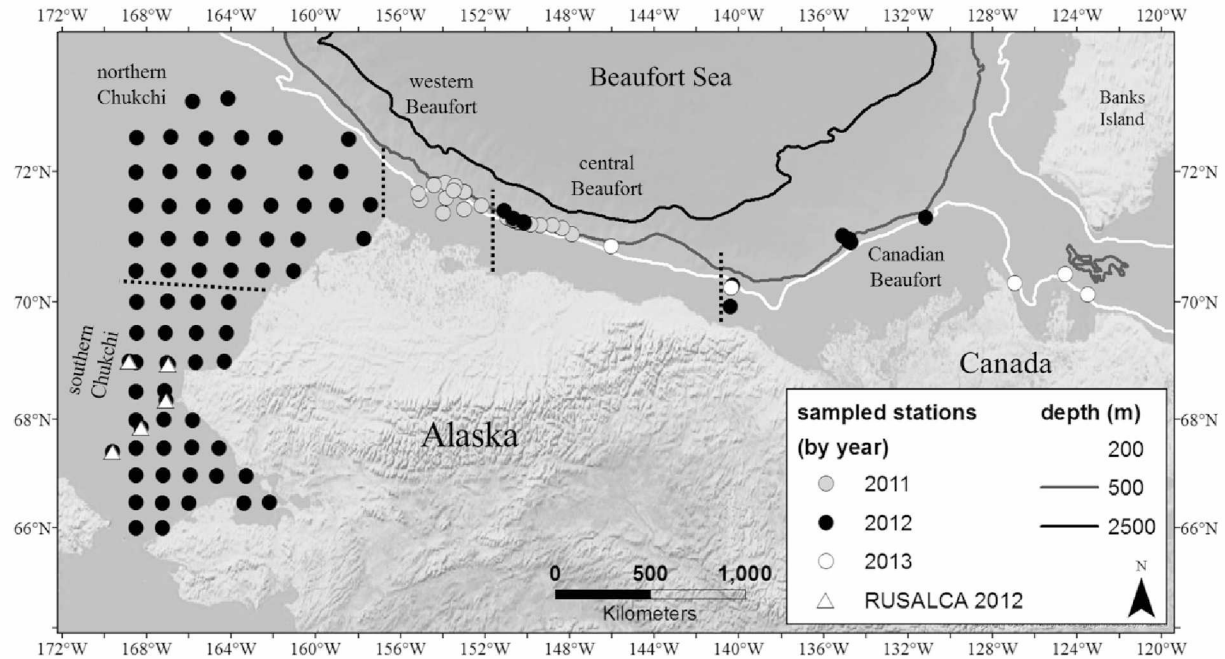 172°W 168°W 164°W 160°W 156°W 152°W 148°W 144°W 140°W 136°W 132°W 128°W 124°W 120°W
northern
Chukchi
western
Beaufort
Beaufort Sea
Banks
Island
72°N 72°N
central
Beaufort
Canadian
Beaufort
70°N 70°N
southern
Chukchi
Canada
68°N 68°N
Alaska
66°N 66°N
sampled stations depth (m)
(by year) 200
2011 500
2012 2500
2013
RUSALCA 2012
N
0 500 1,000
Kilometers
172°W 168°W 164°W 160°W 156°W 152°W 148°W 144°W 140°W 136°W 132°W 128°W 124°W 120°W